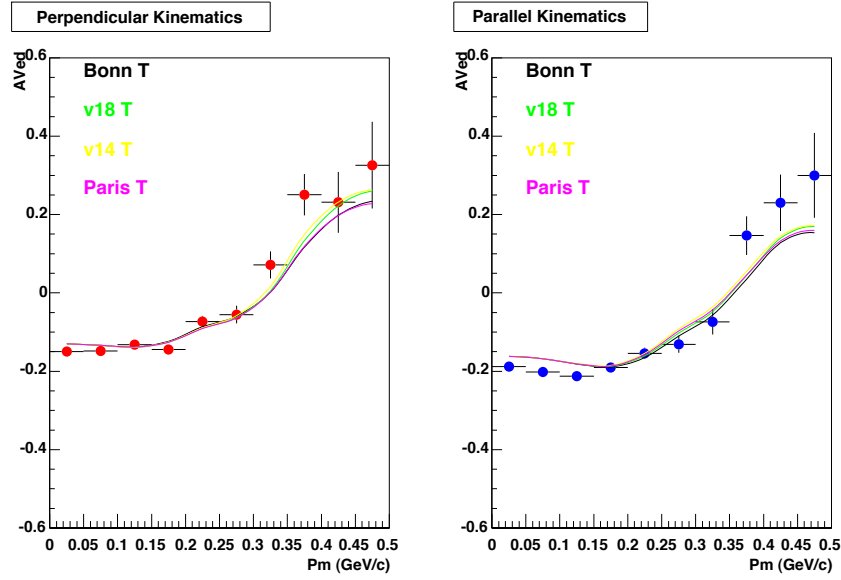 Perpendicular Kinematics
AVed
0.6
0.4
0.2
0
-0.2
-0.4
-0.6
Bonn T
v18 T
v14 T
Paris T
0 0.05 0.1 0.15 0.2 0.25 0.3 0.35 0.4 0.45 0.5
Pm (GeV/c)
Parallel Kinematics
AVed
0.6
0.4
0.2
0
-0.2
-0.4
-0.6
Bonn T
v18 T
v14 T
Paris T
0 0.05 0.1 0.15 0.2 0.25 0.3 0.35 0.4 0.45 0.5
Pm (GeV/c)